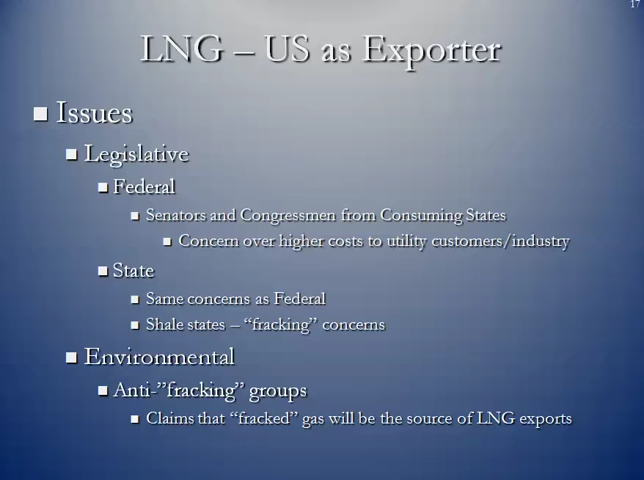 17
LNG – US as Exporter
Issues
Legislative
Federal
Senators and Congressmen from Consuming States
Concern over higher costs to utility customers/industry
State
Same concerns as Federal
Shale states – “fracking” concerns
Environmental
Anti-”fracking” groups
Claims that “fracked” gas will be the source of LNG exports